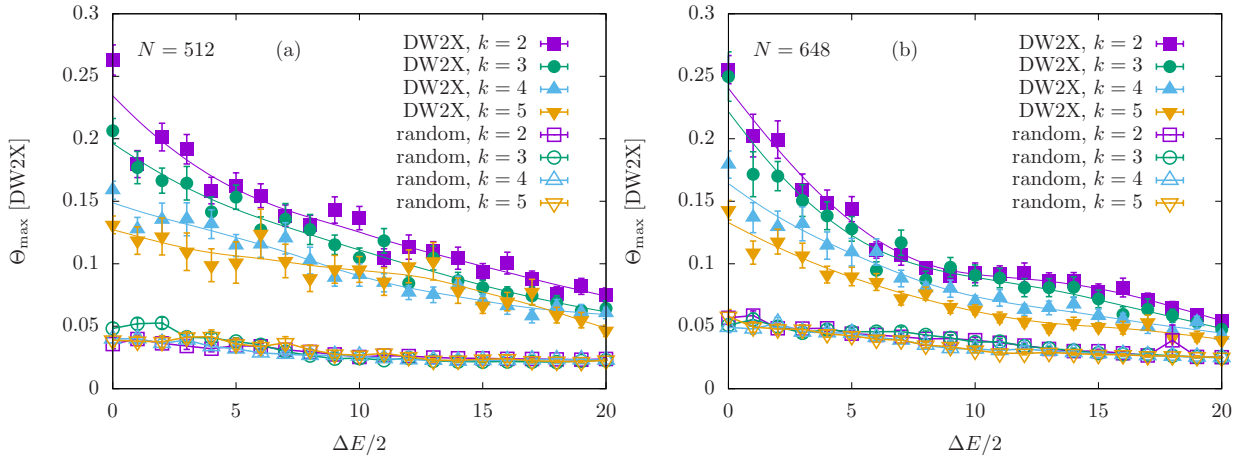 0.3
0.25
0.2
0.15
0.1
0.05
0
0 5 10 15 20
Θmax [DW2X]
ΔE/2
N = 512 (a)
DW2X, k = 2
DW2X, k = 3
DW2X, k = 4
DW2X, k = 5
random, k = 2
random, k = 3
random, k = 4
random, k = 5
0.3
0.25
0.2
0.15
0.1
0.05
0
0 5 10 15 20
Θmax [DW2X]
ΔE/2
N = 648 (b)
DW2X, k = 2
DW2X, k = 3
DW2X, k = 4
DW2X, k = 5
random, k = 2
random, k = 3
random, k = 4
random, k = 5